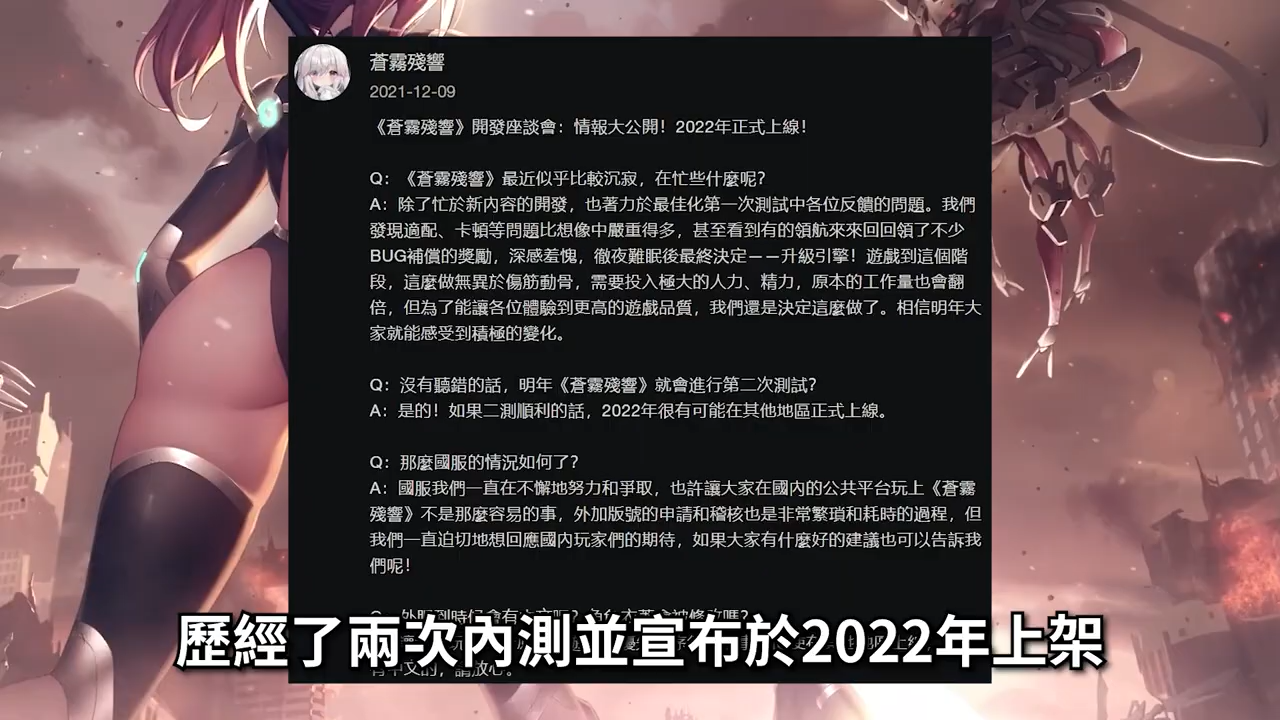 蒼霧殘響
2021-12-09
《蒼霧殘響》開發座談會：情報大公開！2022年正式上線！
Q：《蒼霧殘響》最近似乎比較沉寂，在忙些什麼呢？
A：除了忙於新內容的開發，也著力於最佳化第一次測試中各位反饋的問題。我們
發現適配、卡頓等問題比想像中嚴重得多，甚至看到有的領航來來回回領了不少
BUG補償的獎勵，深感羞愧，徹夜難眠後最終決定——升級引擎！遊戲到這個階
段，這麼做無異於傷筋動骨，需要投入極大的人力、精力，原本的工作量也會翻
倍，但為了能讓各位體驗到更高的遊戲品質，我們還是決定這麼做了。相信明年大
家就能感受到積極的變化。
Q：沒有聽錯的話，明年《蒼霧殘響》就會進行第二次測試？
A：是的！如果二測順利的話，2022年很有可能在其他地區正式上線。
Q：那麼國服的情況如何了？
A：國服我們一直在不懈地努力和爭取，也許讓大家在國內的公共平台玩上《蒼霧
殘響》不是那麼容易的事，外加版號的申請和稽核也是非常繁瑣和耗時的過程，但
我們一直迫切地想回應國內玩家們的期待，如果大家有什麼好的建議也可以告訴我
們呢！
歷經了兩次內測並宣布於2022年上架
有中文的，請放心。